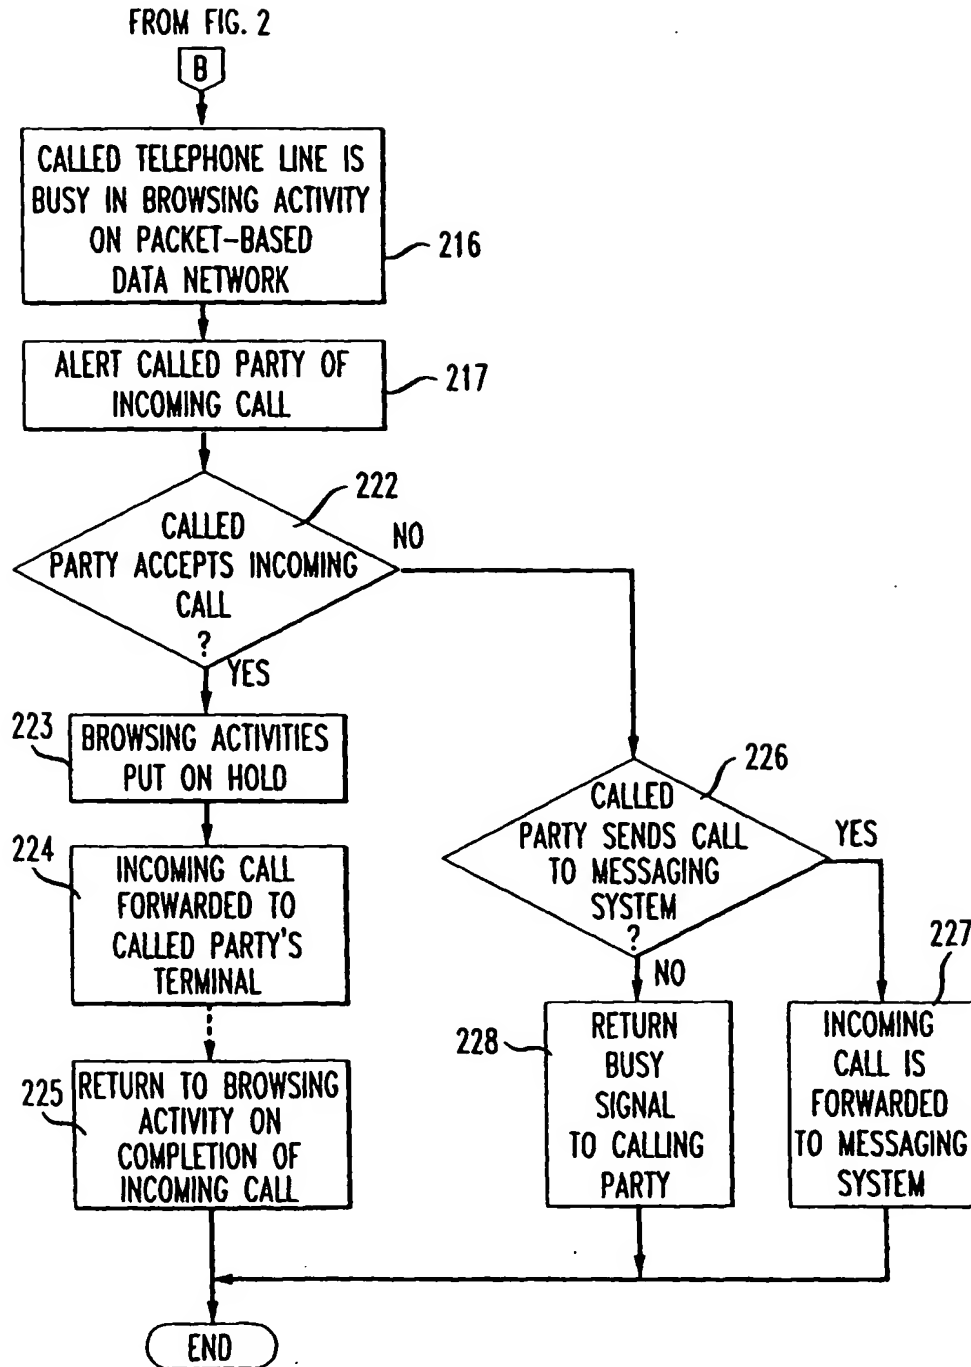 FROM FIG. 2
B
CALLED TELEPHONE LINE IS
BUSY IN BROWSING ACTIVITY
ON PACKET-BASED
DATA NETWORK
216
ALERT CALLED PARTY OF
INCOMING CALL
217
222
CALLED
PARTY ACCEPTS INCOMING
CALL
?
NO
YES
223
BROWSING ACTIVITIES
PUT ON HOLD
224
INCOMING CALL
FORWARDED TO
CALLED PARTY'S
TERMINAL
225
RETURN TO BROWSING
ACTIVITY ON
COMPLETION OF
INCOMING CALL
226
CALLED
PARTY SENDS CALL
TO MESSAGING
SYSTEM
?
YES
NO
228
RETURN
BUSY
SIGNAL
TO CALLING
PARTY
227
INCOMING
CALL IS
FORWARDED
TO MESSAGING
SYSTEM
END